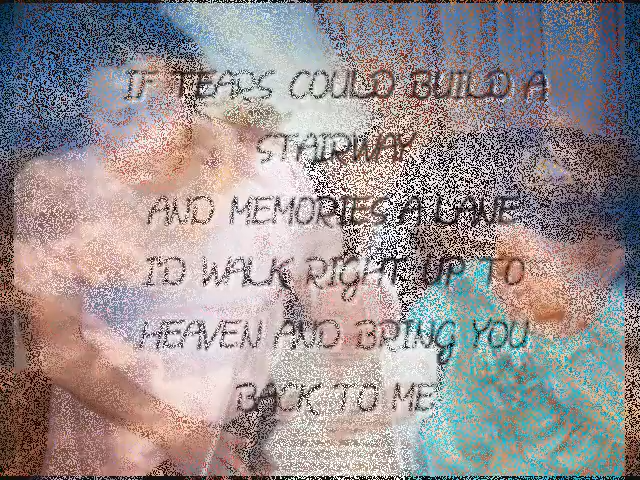 IF TEARS COULD BUILD A
STAIRWAY
AND MEMORIES A LANE
I'D WALK RIGHT UP TO
HEAVEN AND BRING YOU
BACK TO ME